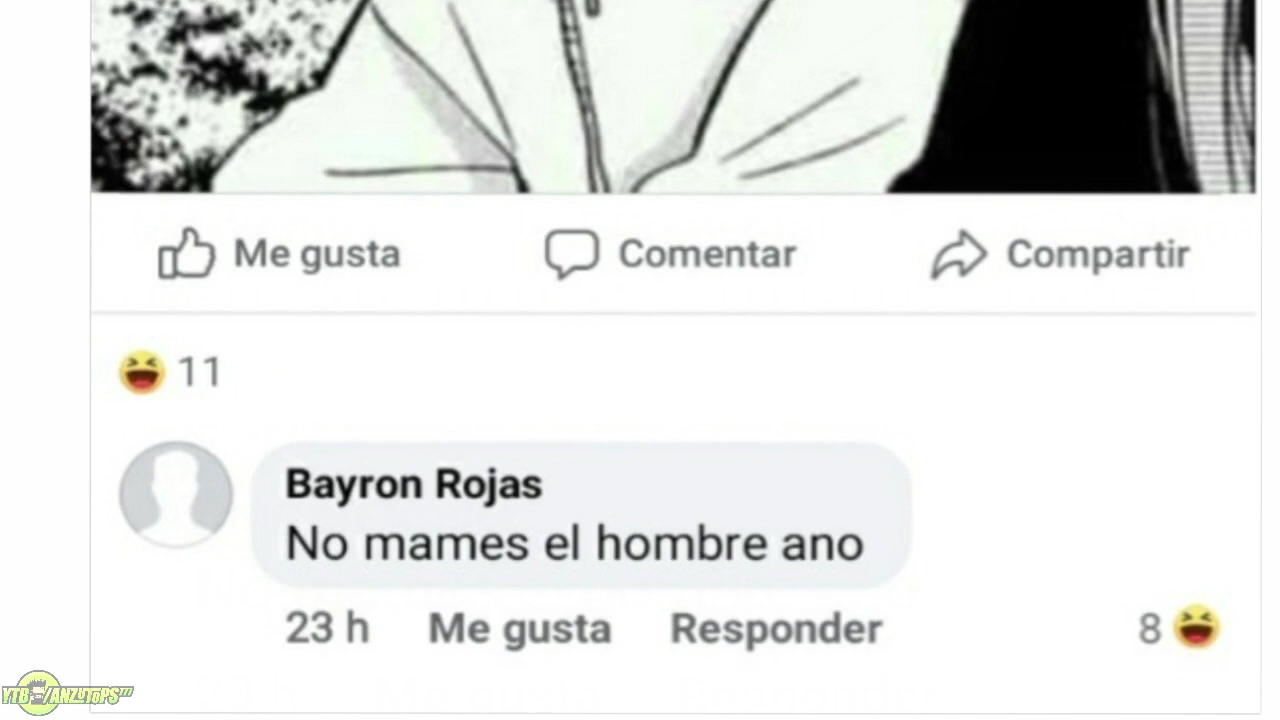 Me gusta Comentar Compartir
11
Bayron Rojas
No mames el hombre ano
23 h Me gusta Responder 8